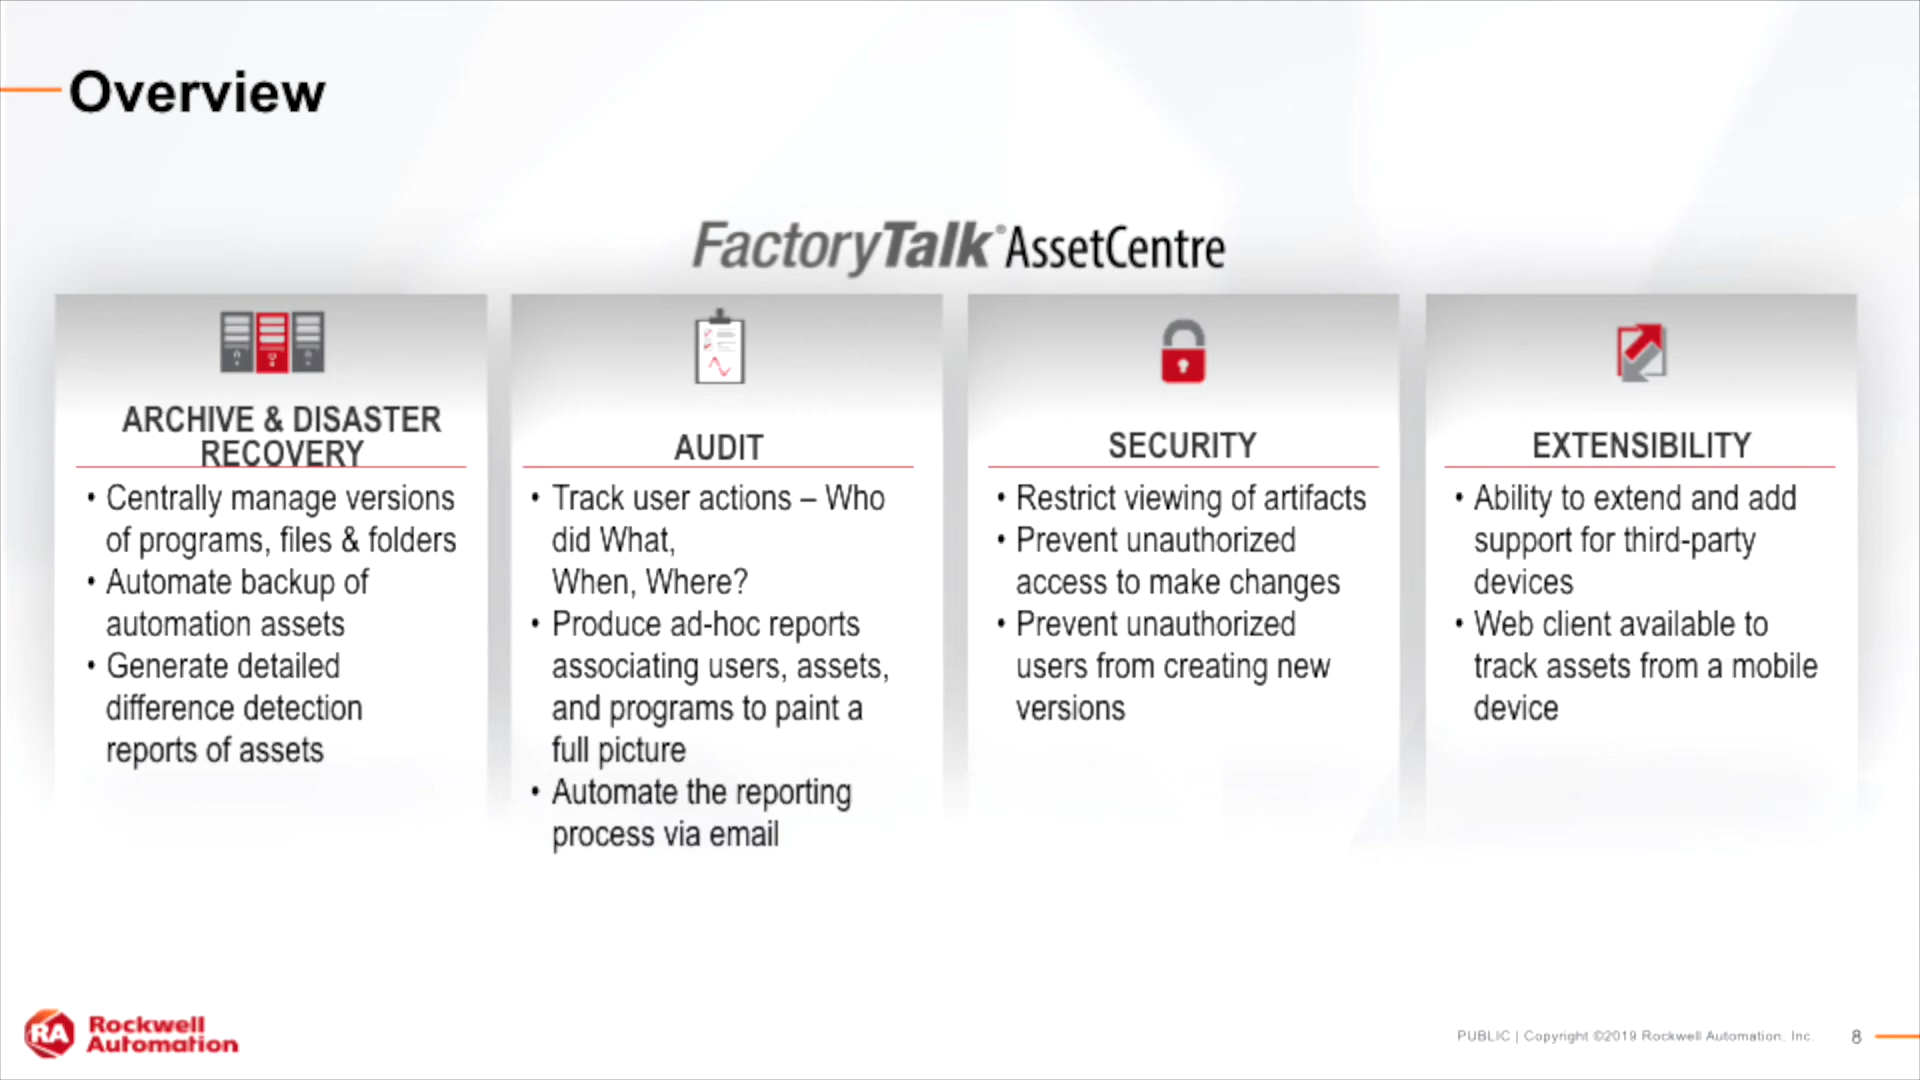 Overview
FactoryTalk® AssetCentre
ARCHIVE & DISASTER
RECOVERY
• Centrally manage versions
of programs, files & folders
• Automate backup of
automation assets
• Generate detailed
difference detection
reports of assets
AUDIT
• Track user actions – Who
did What,
When, Where?
• Produce ad-hoc reports
associating users, assets,
and programs to paint a
full picture
• Automate the reporting
process via email
SECURITY
• Restrict viewing of artifacts
• Prevent unauthorized
access to make changes
• Prevent unauthorized
users from creating new
versions
EXTENSIBILITY
• Ability to extend and add
support for third-party
devices
• Web client available to
track assets from a mobile
device
RA
Rockwell
Automation
PUBLIC | Copyright ©2019 Rockwell Automation, Inc.
8